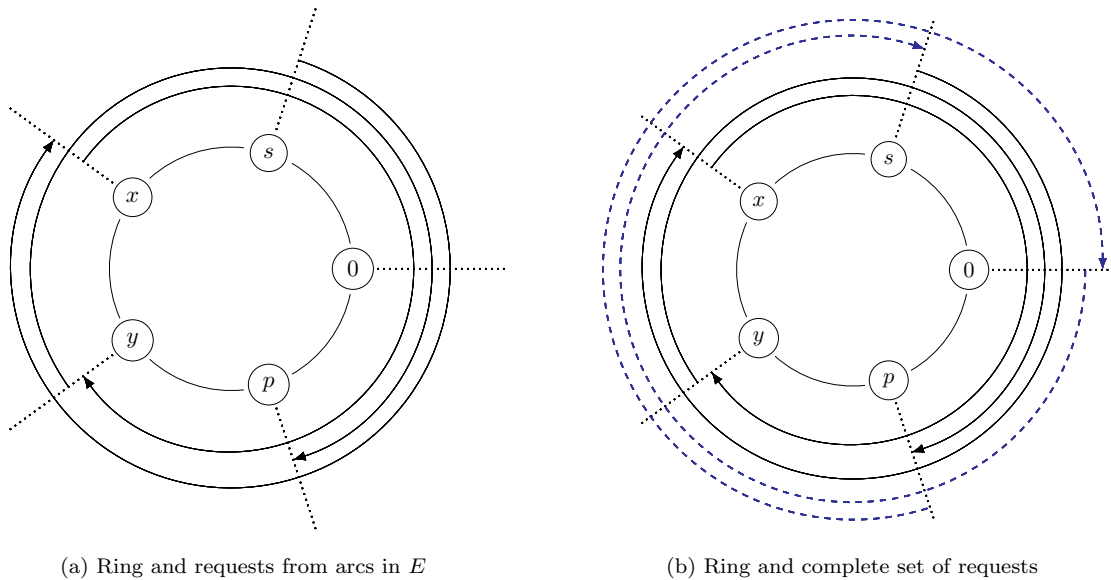 s
x
0
y
p
s
x
0
y
p
(a) Ring and requests from arcs in E
(b) Ring and complete set of requests